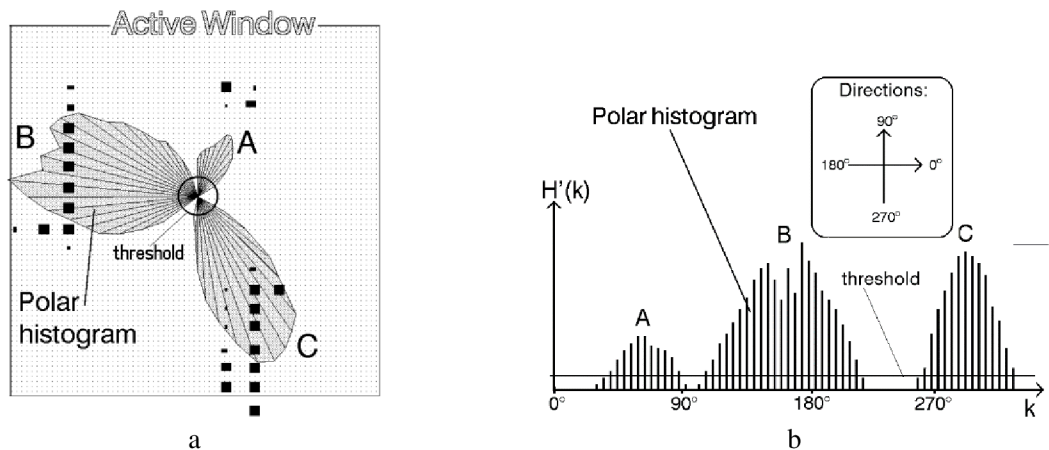 Active Window
B
A
threshold
Polar
histogram
C
a
Directions:
90°
180°
0°
270°
Polar histogram
H'(k)
B
C
threshold
A
0°
90°
180°
270°
k
b